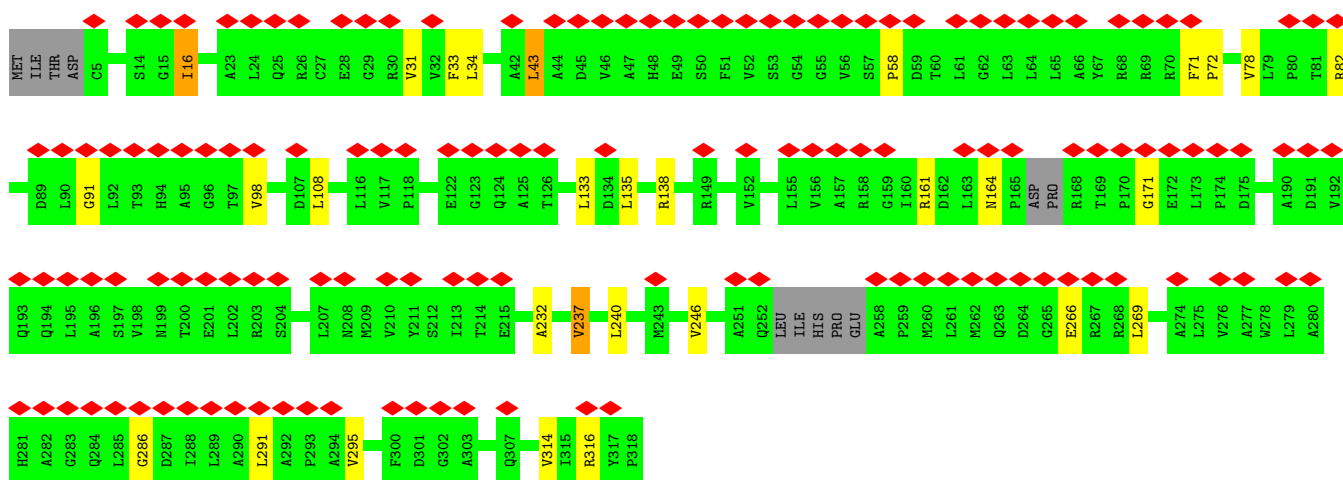 MET ILE THR ASP C5 S14 G15 I16 A23 L24 Q25 R26 C27 E28 G29 R30 V31 V32 F33 L34 A42 L43 A44 D45 V46 A47 H48 E49 S50 F51 V52 S53 G54 G55 V56 S57 P58 D59 T60 L61 G62 L63 L64 L65 A66 Y67 R68 R69 R70 F71 P72 V78 L79 P80 T81 R82
D89 L90 G91 L92 T93 H94 A95 G96 T97 V98 D107 L108 L116 V117 P118 E122 G123 Q124 A125 T126 L133 D134 L135 R138 R149 V152 L155 V156 A157 R158 G159 I160 R161 D162 L163 N164 P165 ASP PRO R168 T169 P170 G171 E172 L173 P174 D175 A190 D191 V192
Q193 Q194 L195 A196 S197 V198 N199 T200 E201 L202 R203 S204 L207 N208 M209 V210 Y211 S212 I213 T214 E215 A232 V237 L240 M243 V246 A251 Q252 LEU ILE HIS PRO GLU A258 P259 M260 L261 M262 Q263 D264 G265 E266 R267 R268 L269 A274 L275 V276 A277 W278 L279 A280
H281 A282 G283 Q284 L285 G286 D287 I288 L289 A290 L291 A292 P293 A294 V295 F300 D301 G302 A303 Q307 V314 I315 R316 Y317 P318